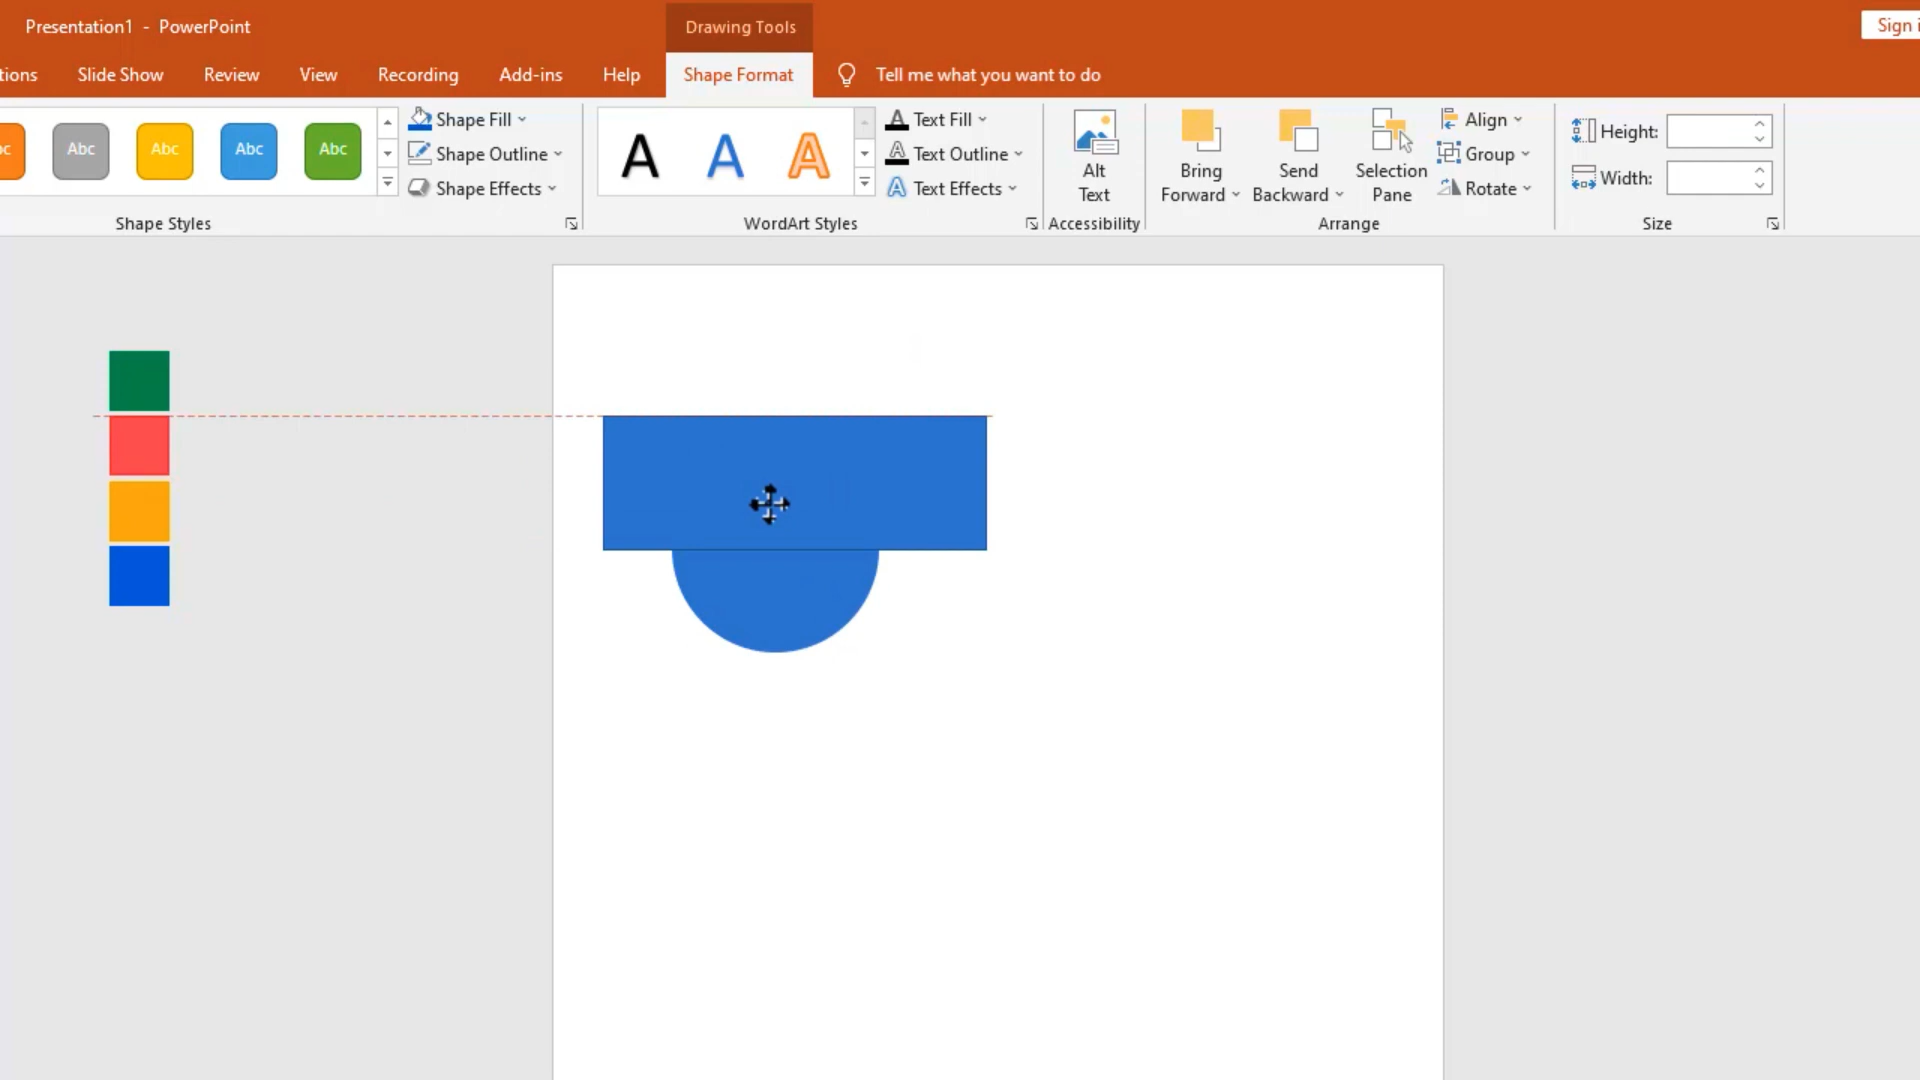 Presentation1 - PowerPoint
Drawing Tools
Sign i
tions Slide Show Review View Recording Add-ins Help Shape Format Tell me what you want to do
Shape Fill
Shape Outline
Shape Effects
bc Abc Abc Abc Abc
Shape Styles
A A A
Text Fill
Text Outline
Text Effects
WordArt Styles
Alt
Text
Accessibility
Bring
Forward
Send
Backward
Selection
Pane
Align
Group
Rotate
Arrange
Height:
Width:
Size